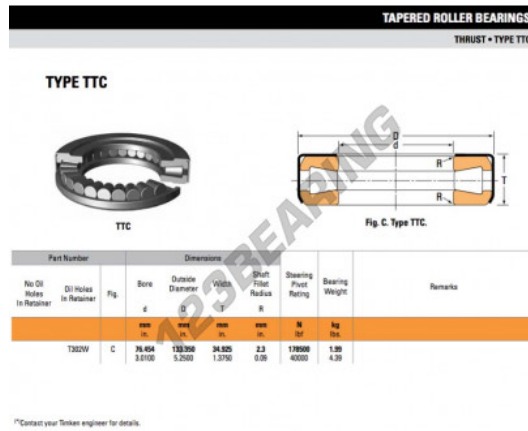 TAPERED ROLLER BEARINGS
THRUST • TYPE TTC
TYPE TTC
D
d
R
T
R
TTC
Fig. C. Type TTC.
123BEARING
Part Number Dimensions
No Oil Holes In Retainer Oil Holes In Retainer Fig. Bore Outside Diameter Width Shaft Fillet Radius Steering Pivot Rating Bearing Weight Remarks
d D T R
mm mm mm mm N kg
in. in. in. in. lbf lbs.
T302W C 76.454 133.350 34.925 2.3 178500 1.99
3.0100 5.2500 1.3750 0.09 40000 4.39
(*)Contact your Timken engineer for details.